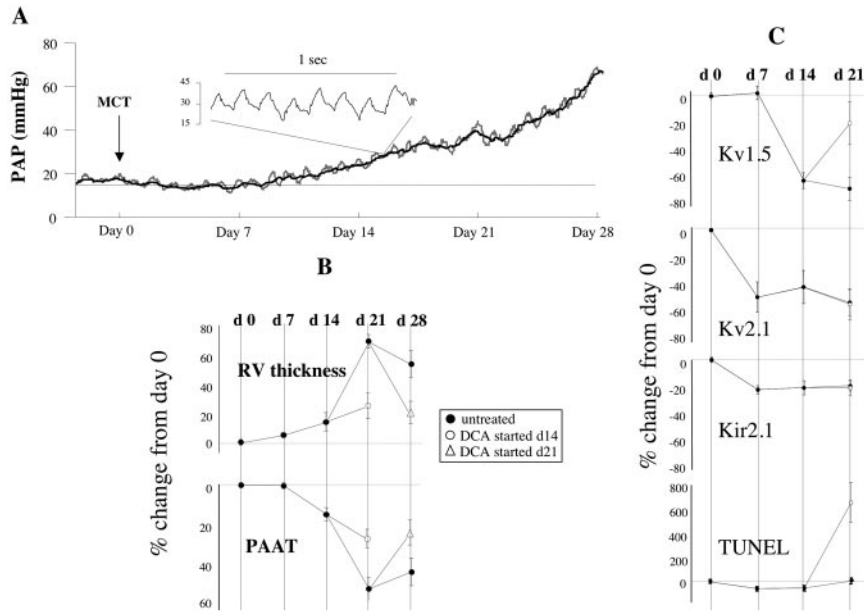 A
80
60
40
20
0
PAP (mmHg)
MCT
1 sec
45
30
15
Day 0
Day 7
Day 14
Day 21
Day 28
B
d 0
d 7
d 14
d 21
d 28
% change from day 0
80
60
40
20
0
RV thickness
0
20
40
60
PAAT
untreated
DCA started d14
DCA started d21
C
d 0
d 7
d 14
d 21
% change from day 0
0
-20
-40
-60
-80
Kv1.5
0
-20
-40
-60
-80
Kv2.1
0
-20
-40
-60
-80
Kir2.1
800
600
400
200
0
TUNEL